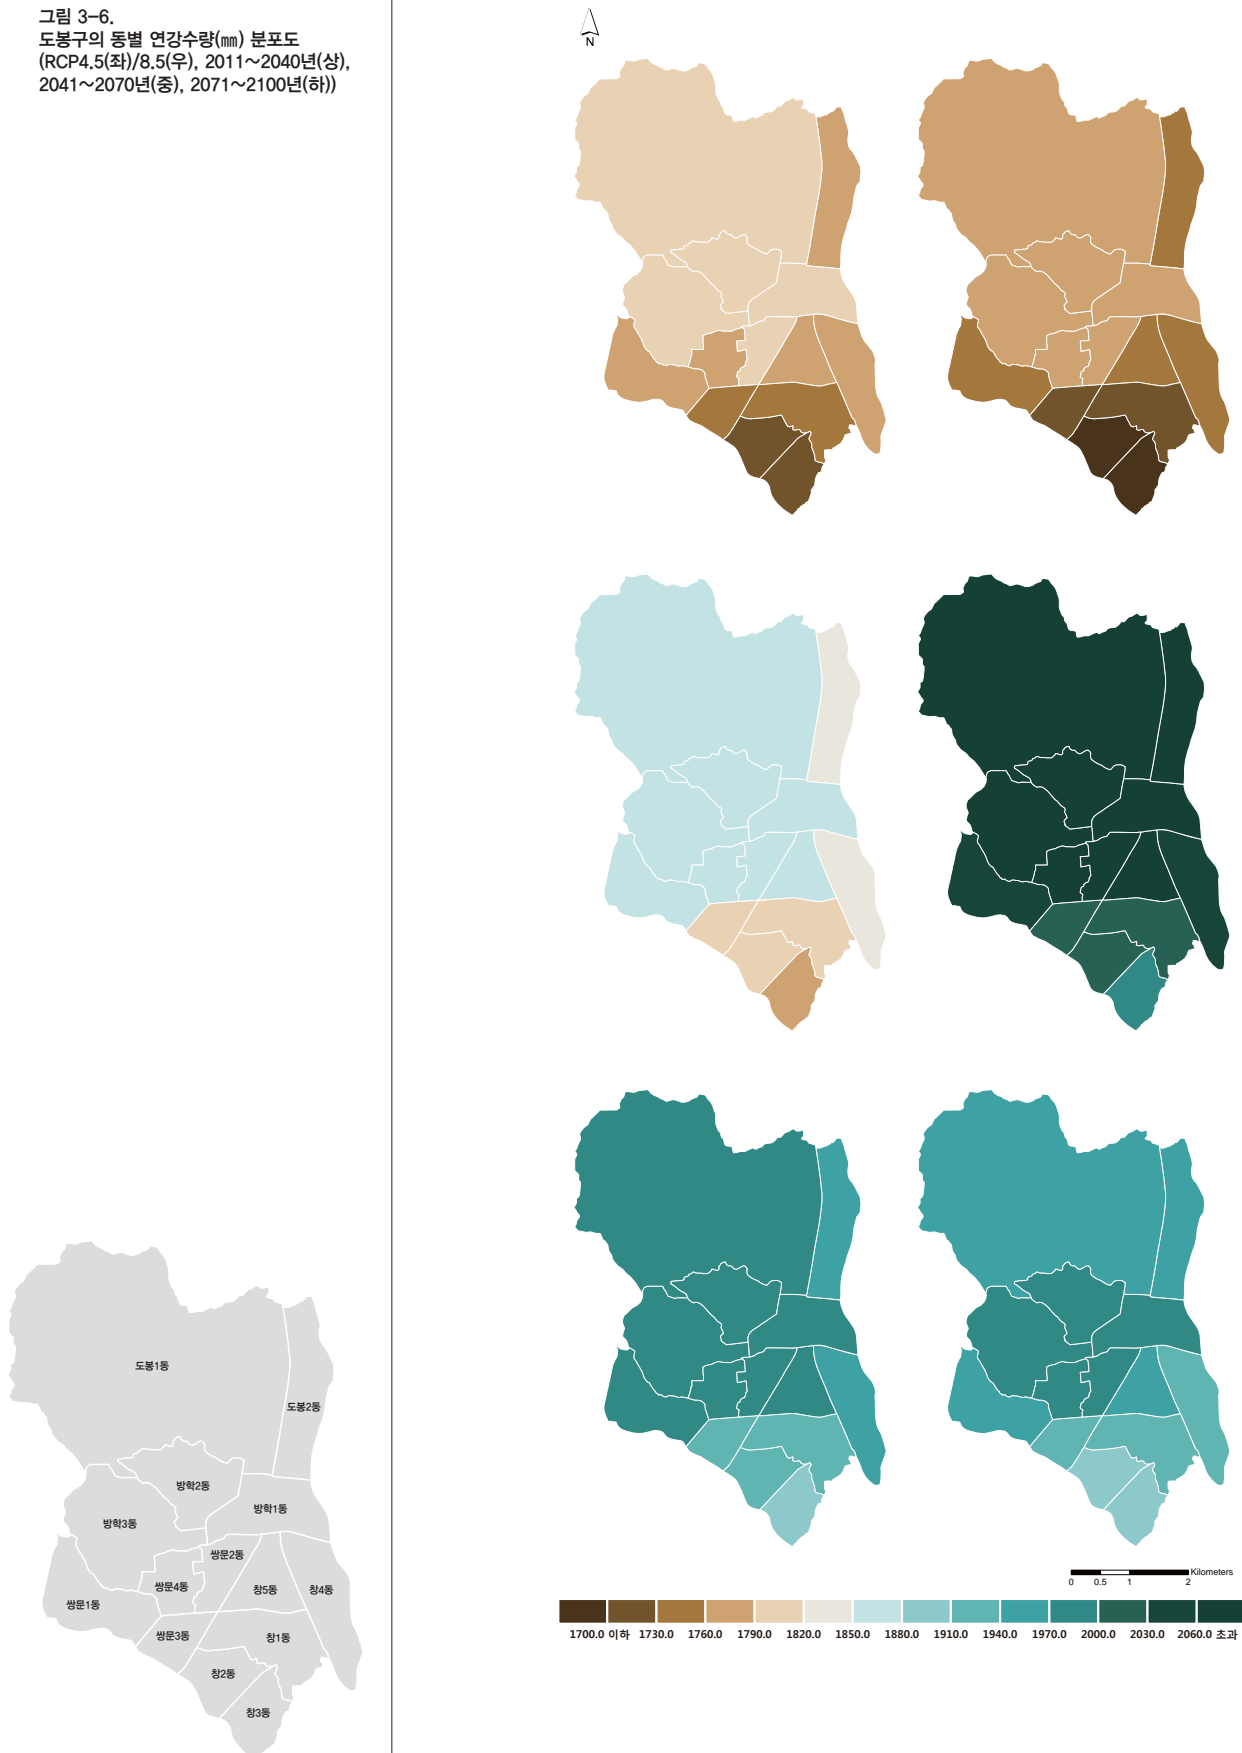 그림 3-6.
도봉구의 동별 연강수량(㎜) 분포도
(RCP4.5(좌)/8.5(우), 2011~2040년(상),
2041~2070년(중), 2071~2100년(하))
N
도봉1동
도봉2동
방학2동
방학1동
방학3동
쌍문2동
쌍문4동
창5동
창4동
쌍문1동
쌍문3동
창1동
창2동
창3동
Kilometers
0 0.5 1 2
1700.0 이하 1730.0 1760.0 1790.0 1820.0 1850.0 1880.0 1910.0 1940.0 1970.0 2000.0 2030.0 2060.0 초과